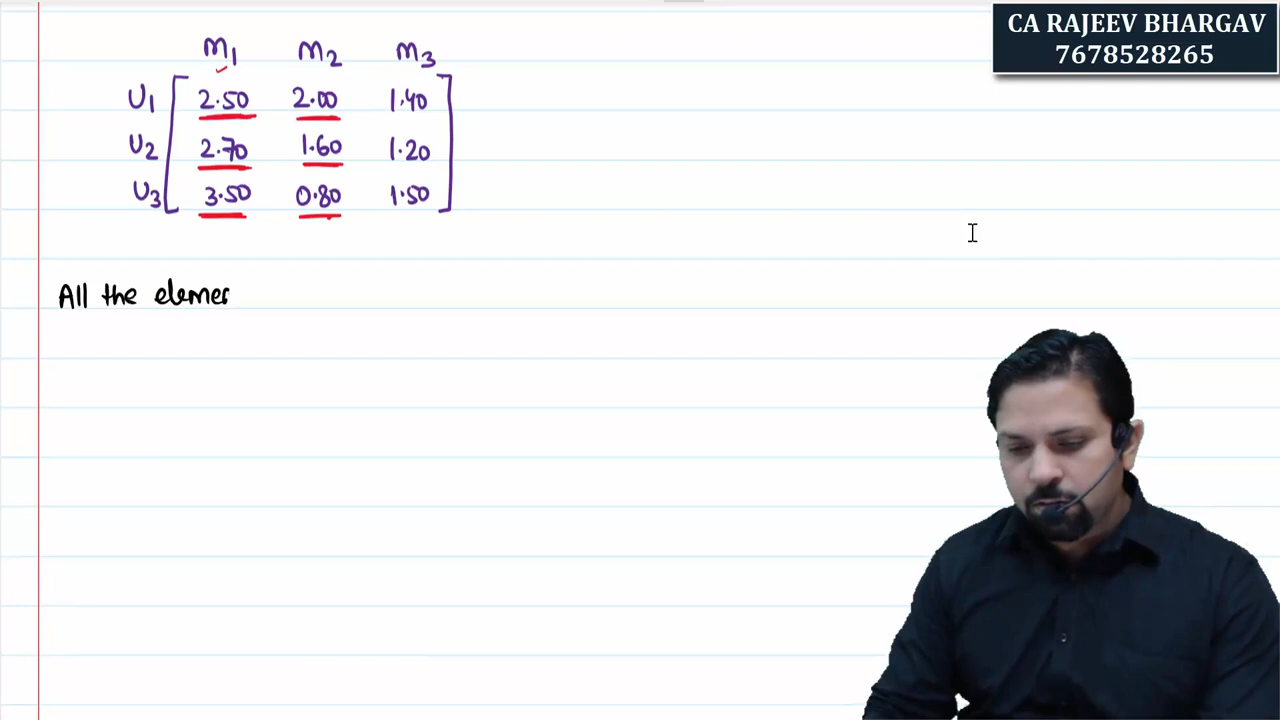 CA RAJEEV BHARGAV
7678528265
M1 M2 M3
U1 2.50 2.00 1.40
U2 2.70 1.60 1.20
U3 3.50 0.80 1.50
All the elemer